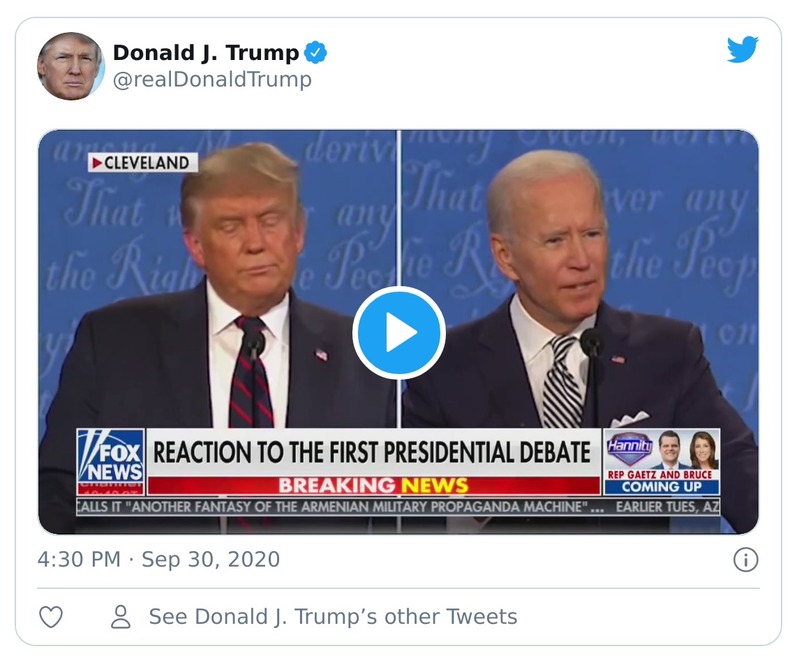 Donald J. Trump
@realDonaldTrump
CLEVELAND
FOX
NEWS
channel
REACTION TO THE FIRST PRESIDENTIAL DEBATE
BREAKING NEWS
Hannity
REP GAETZ AND BRUCE
COMING UP
CALLS IT "ANOTHER FANTASY OF THE ARMENIAN MILITARY PROPAGANDA MACHINE"... EARLIER TUES, AZ
4:30 PM · Sep 30, 2020
See Donald J. Trump’s other Tweets